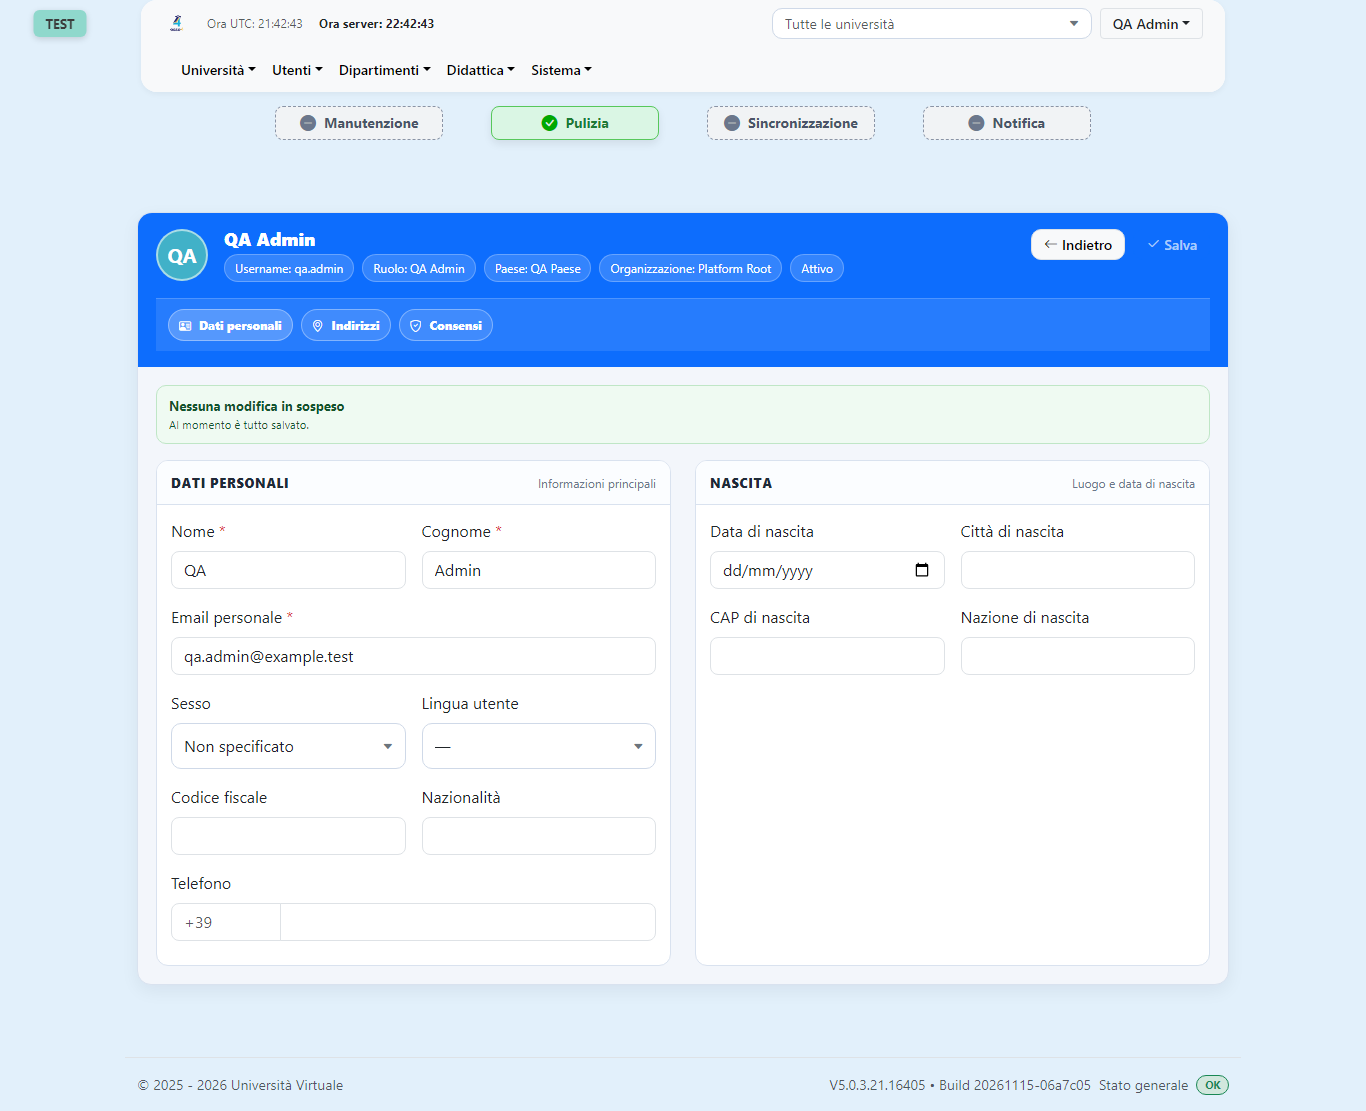 TEST
Ora UTC: 21:42:43 Ora server: 22:42:43 Tutte le università QA Admin
Università Utenti Dipartimenti Didattica Sistema
Manutenzione Pulizia Sincronizzazione Notifica
QA
QA Admin
Username: qa.admin Ruolo: QA Admin Paese: QA Paese Organizzazione: Platform Root Attivo
Indietro Salva
Dati personali Indirizzi Consensi
Nessuna modifica in sospeso
Al momento è tutto salvato.
DATI PERSONALI Informazioni principali
Nome * Cognome *
QA Admin
Email personale *
qa.admin@example.test
Sesso Lingua utente
Non specificato —
Codice fiscale Nazionalità
Telefono
+39
NASCITA Luogo e data di nascita
Data di nascita Città di nascita
dd/mm/yyyy
CAP di nascita Nazione di nascita
© 2025 - 2026 Università Virtuale
V5.0.3.21.16405 • Build 20261115-06a7c05 Stato generale OK